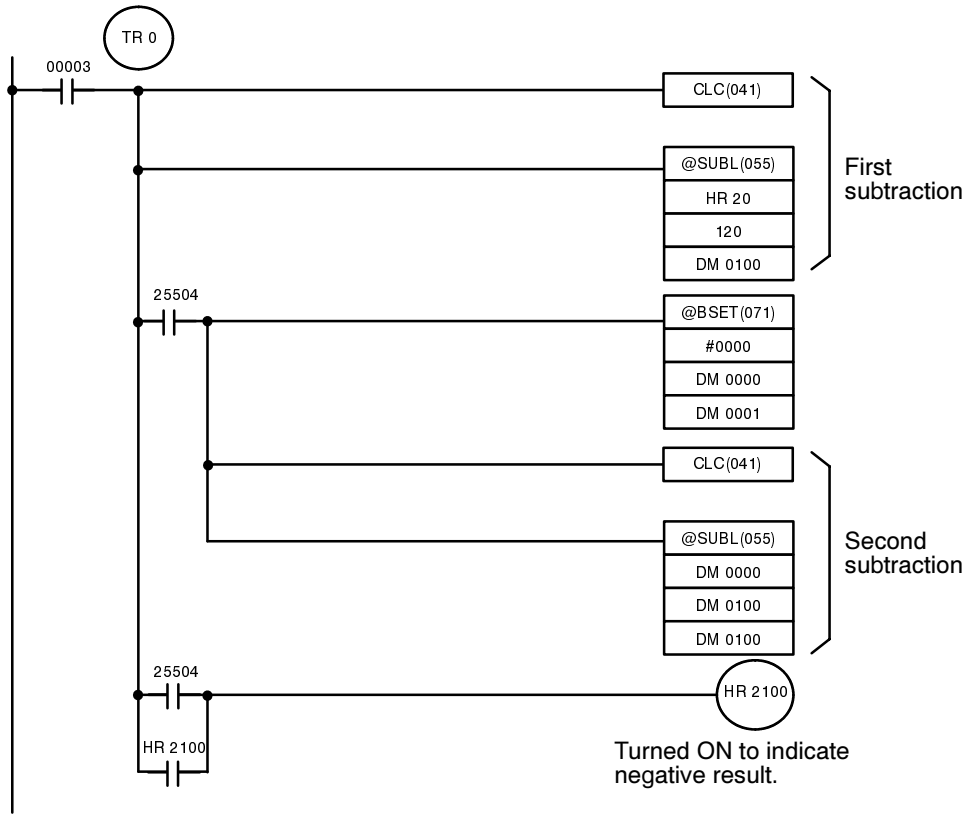 TR 0
00003
CLC(041)
@SUBL(055)
HR 20
120
DM 0100
First
subtraction
25504
@BSET(071)
#0000
DM 0000
DM 0001
CLC(041)
@SUBL(055)
DM 0000
DM 0100
DM 0100
Second
subtraction
25504
HR 2100
HR 2100
Turned ON to indicate
negative result.